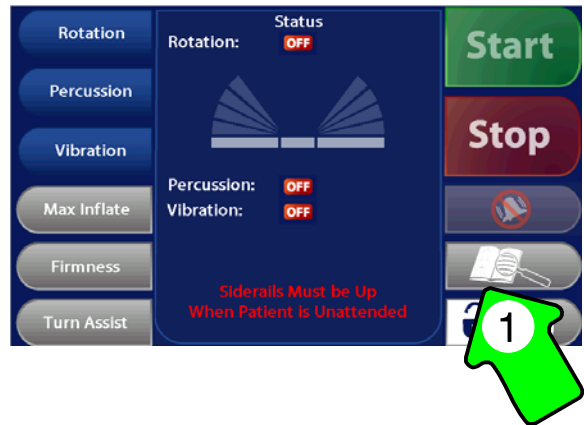 Rotation
Percussion
Vibration
Max Inflate
Firmness
Turn Assist
Status
Rotation: OFF
Percussion: OFF
Vibration: OFF
Siderails Must be Up
When Patient is Unattended
Start
Stop
1